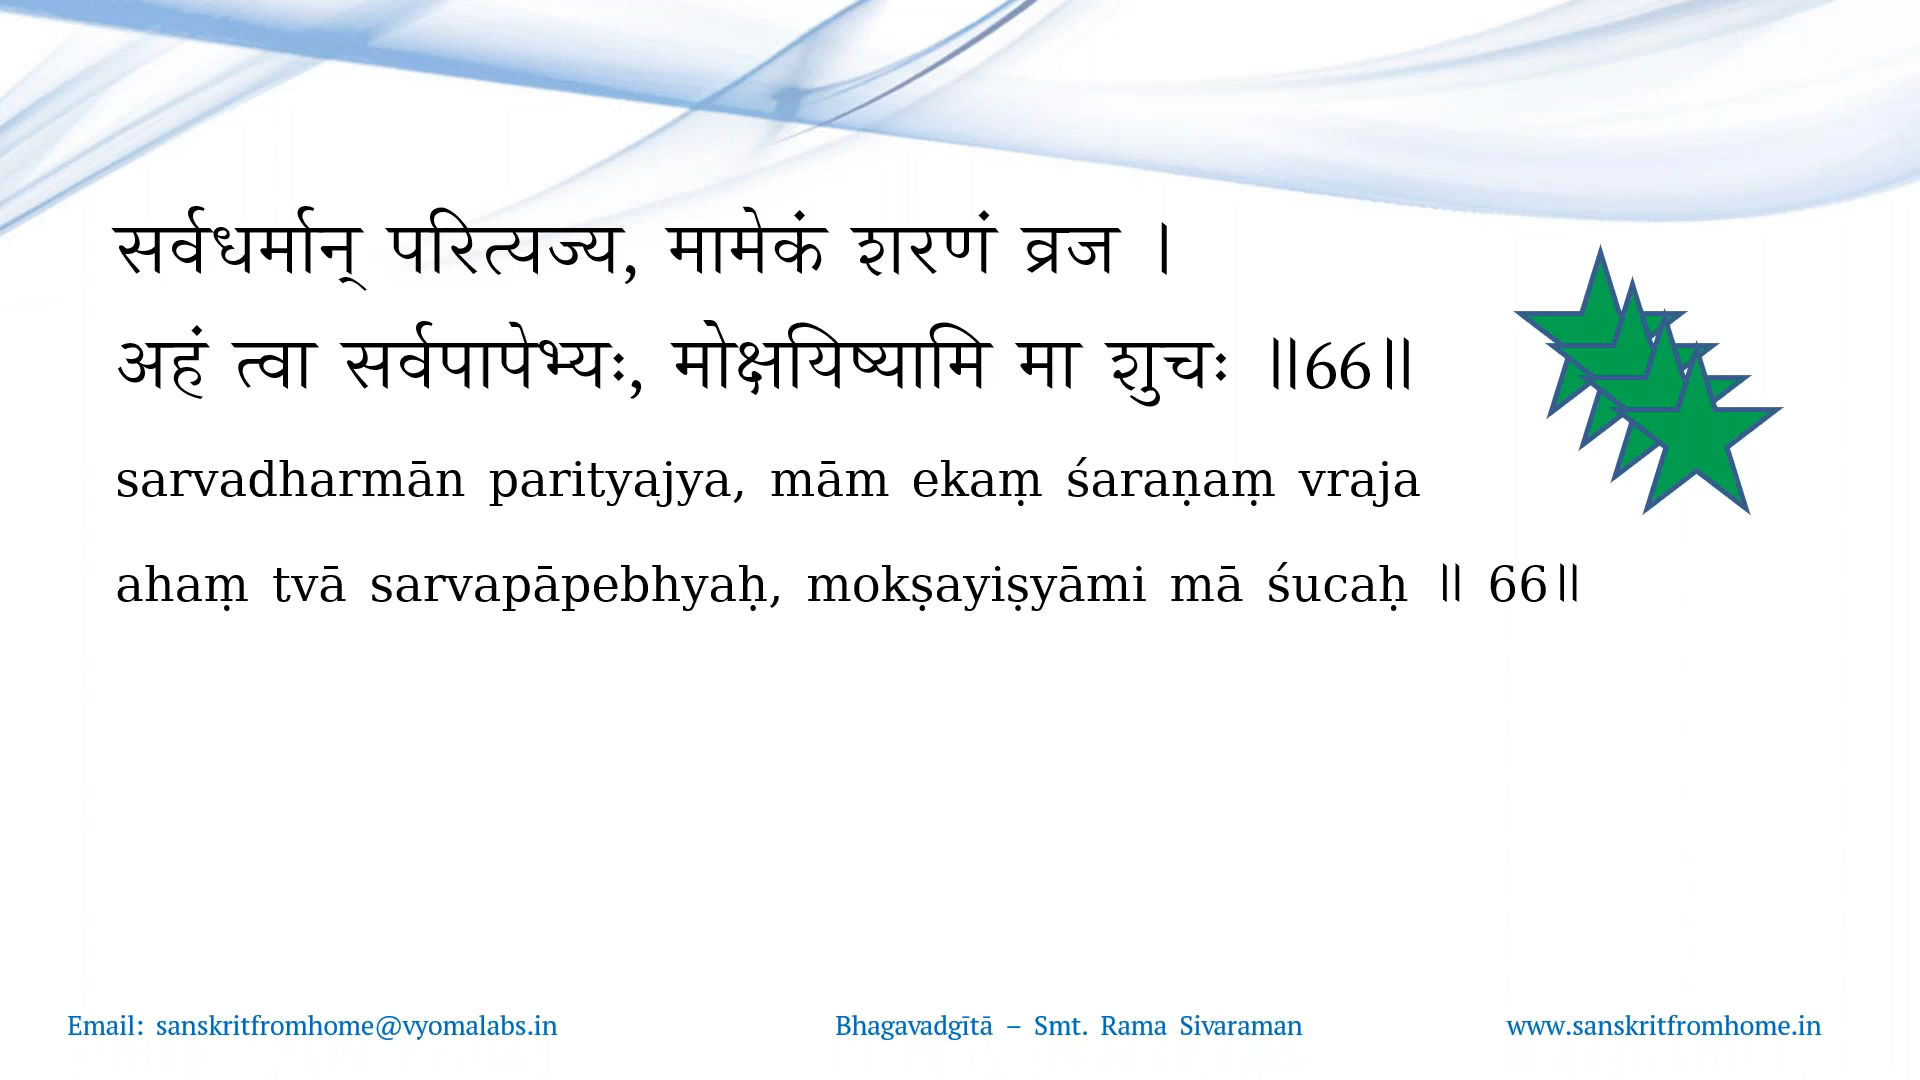 सर्वधर्मान् परित्यज्य, मामेकं शरणं व्रज ।
अहं त्वा सर्वपापेभ्यः, मोक्षयिष्यामि मा शुचः ॥66॥
sarvadharmān parityajya, mām ekaṃ śaraṇaṃ vraja
ahaṃ tvā sarvapāpebhyaḥ, mokṣayiṣyāmi mā śucaḥ ॥ 66॥
Email: sanskritfromhome@vyomalabs.in
Bhagavadgītā – Smt. Rama Sivaraman
www.sanskritfromhome.in